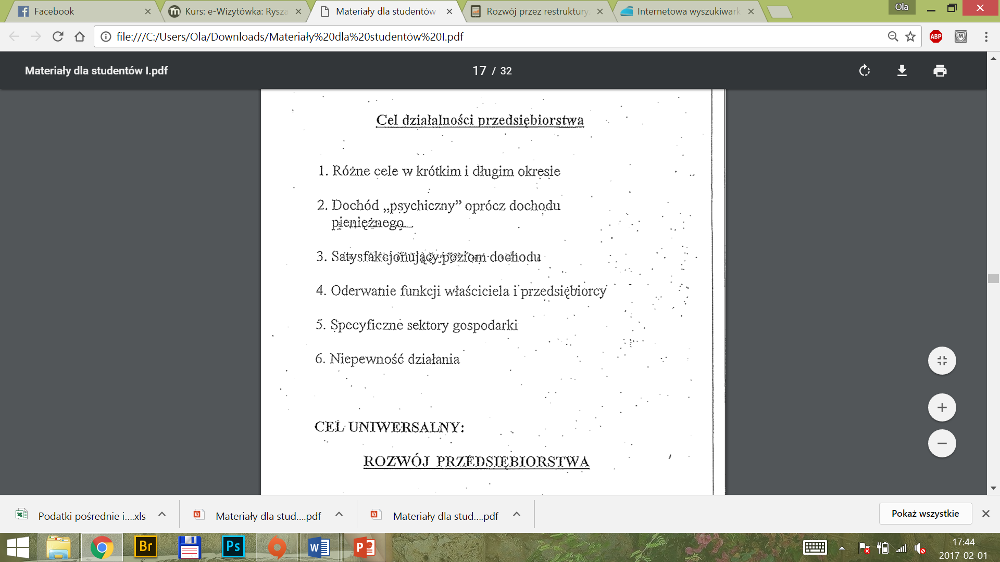 Facebook
Kurs: e-Wizytówka: Rysza
Materiały dla studentów
Rozwój przez restruktury
Internetowa wyszukiwark
Ola
file:///C:/Users/Ola/Downloads/Materiały%20dla%20studentów%20I.pdf
ABP
Materiały dla studentów I.pdf
17 / 32
Cel działalności przedsiębiorstwa
1. Różne cele w krótkim i długim okresie
2. Dochód „psychiczny” oprócz dochodu
pieniężnego
3. Satysfakcjonujący poziom dochodu
4. Oderwanie funkcji właściciela i przedsiębiorcy
5. Specyficzne sektory gospodarki
6. Niepewność działania
CEL UNIWERSALNY:
ROZWÓJ PRZEDSIĘBIORSTWA
Podatki pośrednie i....xls
Materiały dla stud....pdf
Materiały dla stud....pdf
Pokaż wszystkie
Br
64
Ps
W
P
17:44
2017-02-01